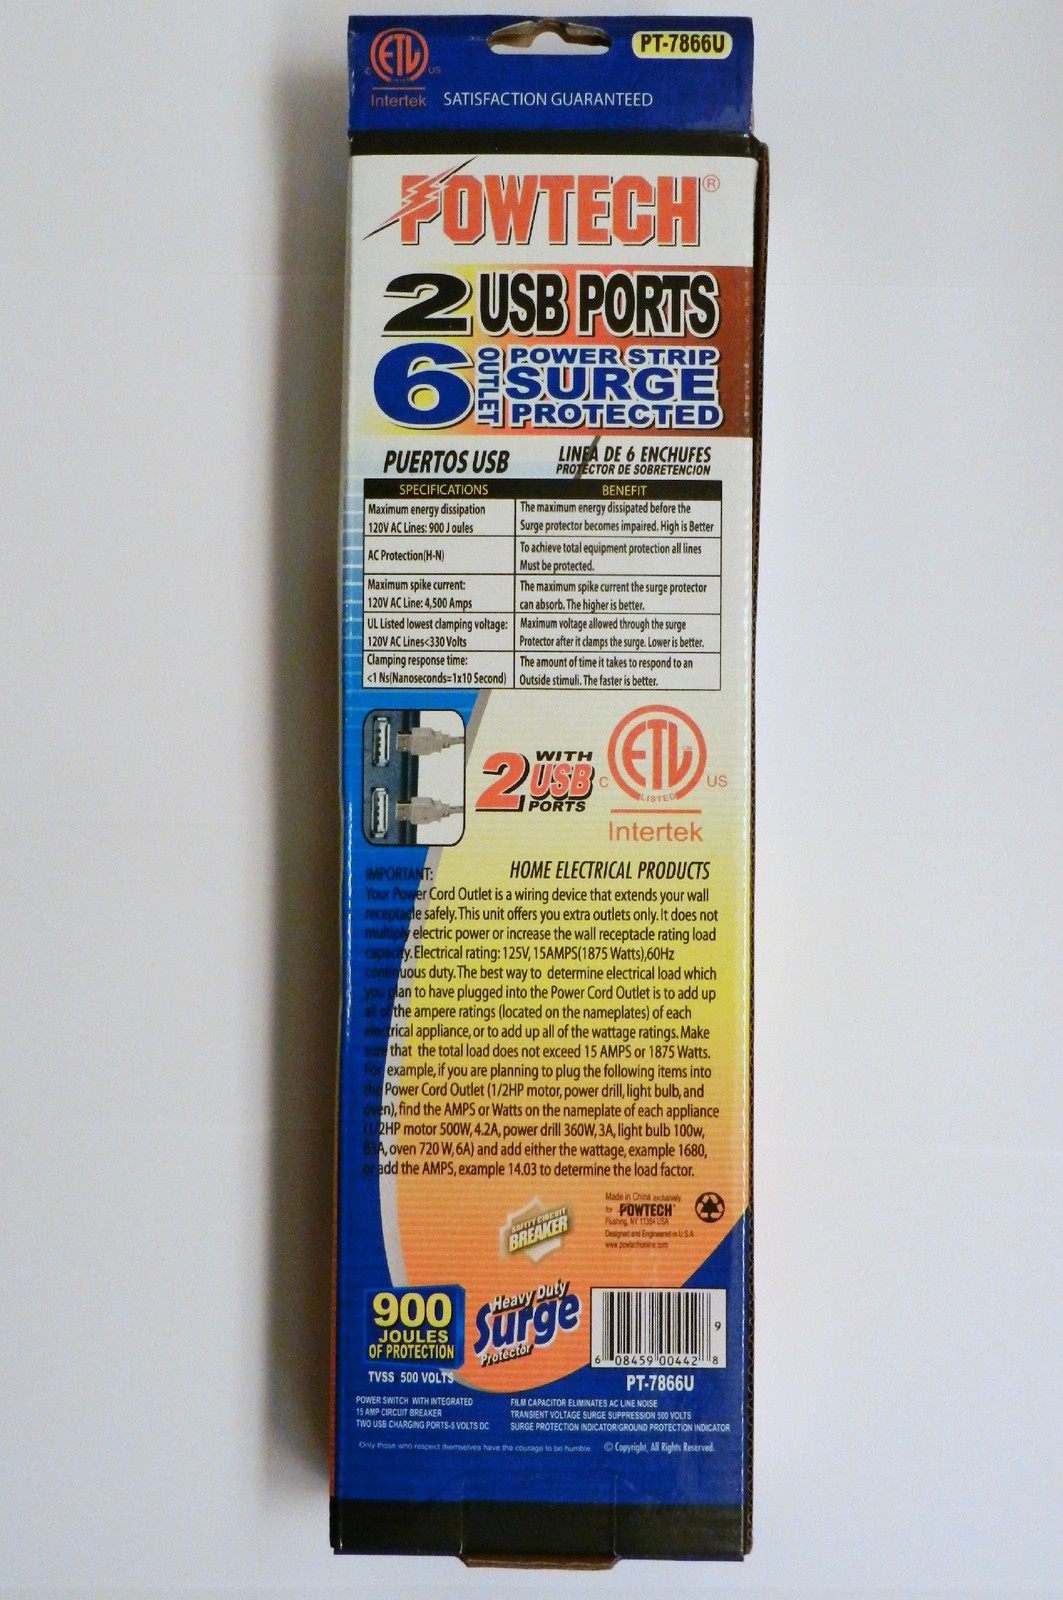 ETL
LISTED
C US
Intertek
SATISFACTION GUARANTEED
PT-7866U
POWTECH®
2 USB PORTS
6 OUTLET POWER STRIP
SURGE
PROTECTED
PUERTOS USB
LINEA DE 6 ENCHUFES
PROTECTOR DE SOBRETENCION
SPECIFICATIONS BENEFIT
Maximum energy dissipation
120V AC Lines: 900 J oules
The maximum energy dissipated before the
Surge protector becomes impaired. High is Better
AC Protection(H-N)
To achieve total equipment protection all lines
Must be protected.
Maximum spike current:
120V AC Line: 4,500 Amps
The maximum spike current the surge protector
can absorb. The higher is better.
UL Listed lowest clamping voltage:
120V AC Lines<330 Volts
Maximum voltage allowed through the surge
Protector after it clamps the surge. Lower is better.
Clamping response time:
<1 Ns(Nanoseconds=1x10 Second)
The amount of time it takes to respond to an
Outside stimuli. The faster is better.
WITH
2 USB
PORTS
ETL
LISTED
C US
Intertek
HOME ELECTRICAL PRODUCTS
IMPORTANT:
Your Power Cord Outlet is a wiring device that extends your wall
receptacle safely. This unit offers you extra outlets only. It does not
multiply electric power or increase the wall receptacle rating load
capacity. Electrical rating: 125V, 15AMPS(1875 Watts),60Hz
continuous duty. The best way to determine electrical load which
you plan to have plugged into the Power Cord Outlet is to add up
all of the ampere ratings (located on the nameplates) of each
electrical appliance, or to add up all of the wattage ratings. Make
sure that the total load does not exceed 15 AMPS or 1875 Watts.
For example, if you are planning to plug the following items into
the Power Cord Outlet (1/2HP motor, power drill, light bulb, and
oven), find the AMPS or Watts on the nameplate of each appliance
(1/2HP motor 500W, 4.2A, power drill 360W, 3A, light bulb 100w,
83A, oven 720 W, 6A) and add either the wattage, example 1680,
or add the AMPS, example 14.03 to determine the load factor.
SAFETY CIRCUIT
BREAKER
Made in China exclusively
for POWTECH®
Flushing, NY 11354 USA
Designed and Engineered in U.S.A
www.powtechonline.com
900
JOULES
OF PROTECTION
TVSS 500 VOLTS
Heavy Duty
Surge
Protector
6 08459 00442 8
9
PT-7866U
POWER SWITCH WITH INTEGRATED
15 AMP CIRCUIT BREAKER
TWO USB CHARGING PORTS-5 VOLTS DC
FILM CAPACITOR ELIMINATES AC LINE NOISE
TRANSIENT VOLTAGE SURGE SUPPRESSION 500 VOLTS
SURGE PROTECTION INDICATOR/GROUND PROTECTION INDICATOR
Only those who respect themselves have the courage to be humble. © Copyright, All Rights Reserved.